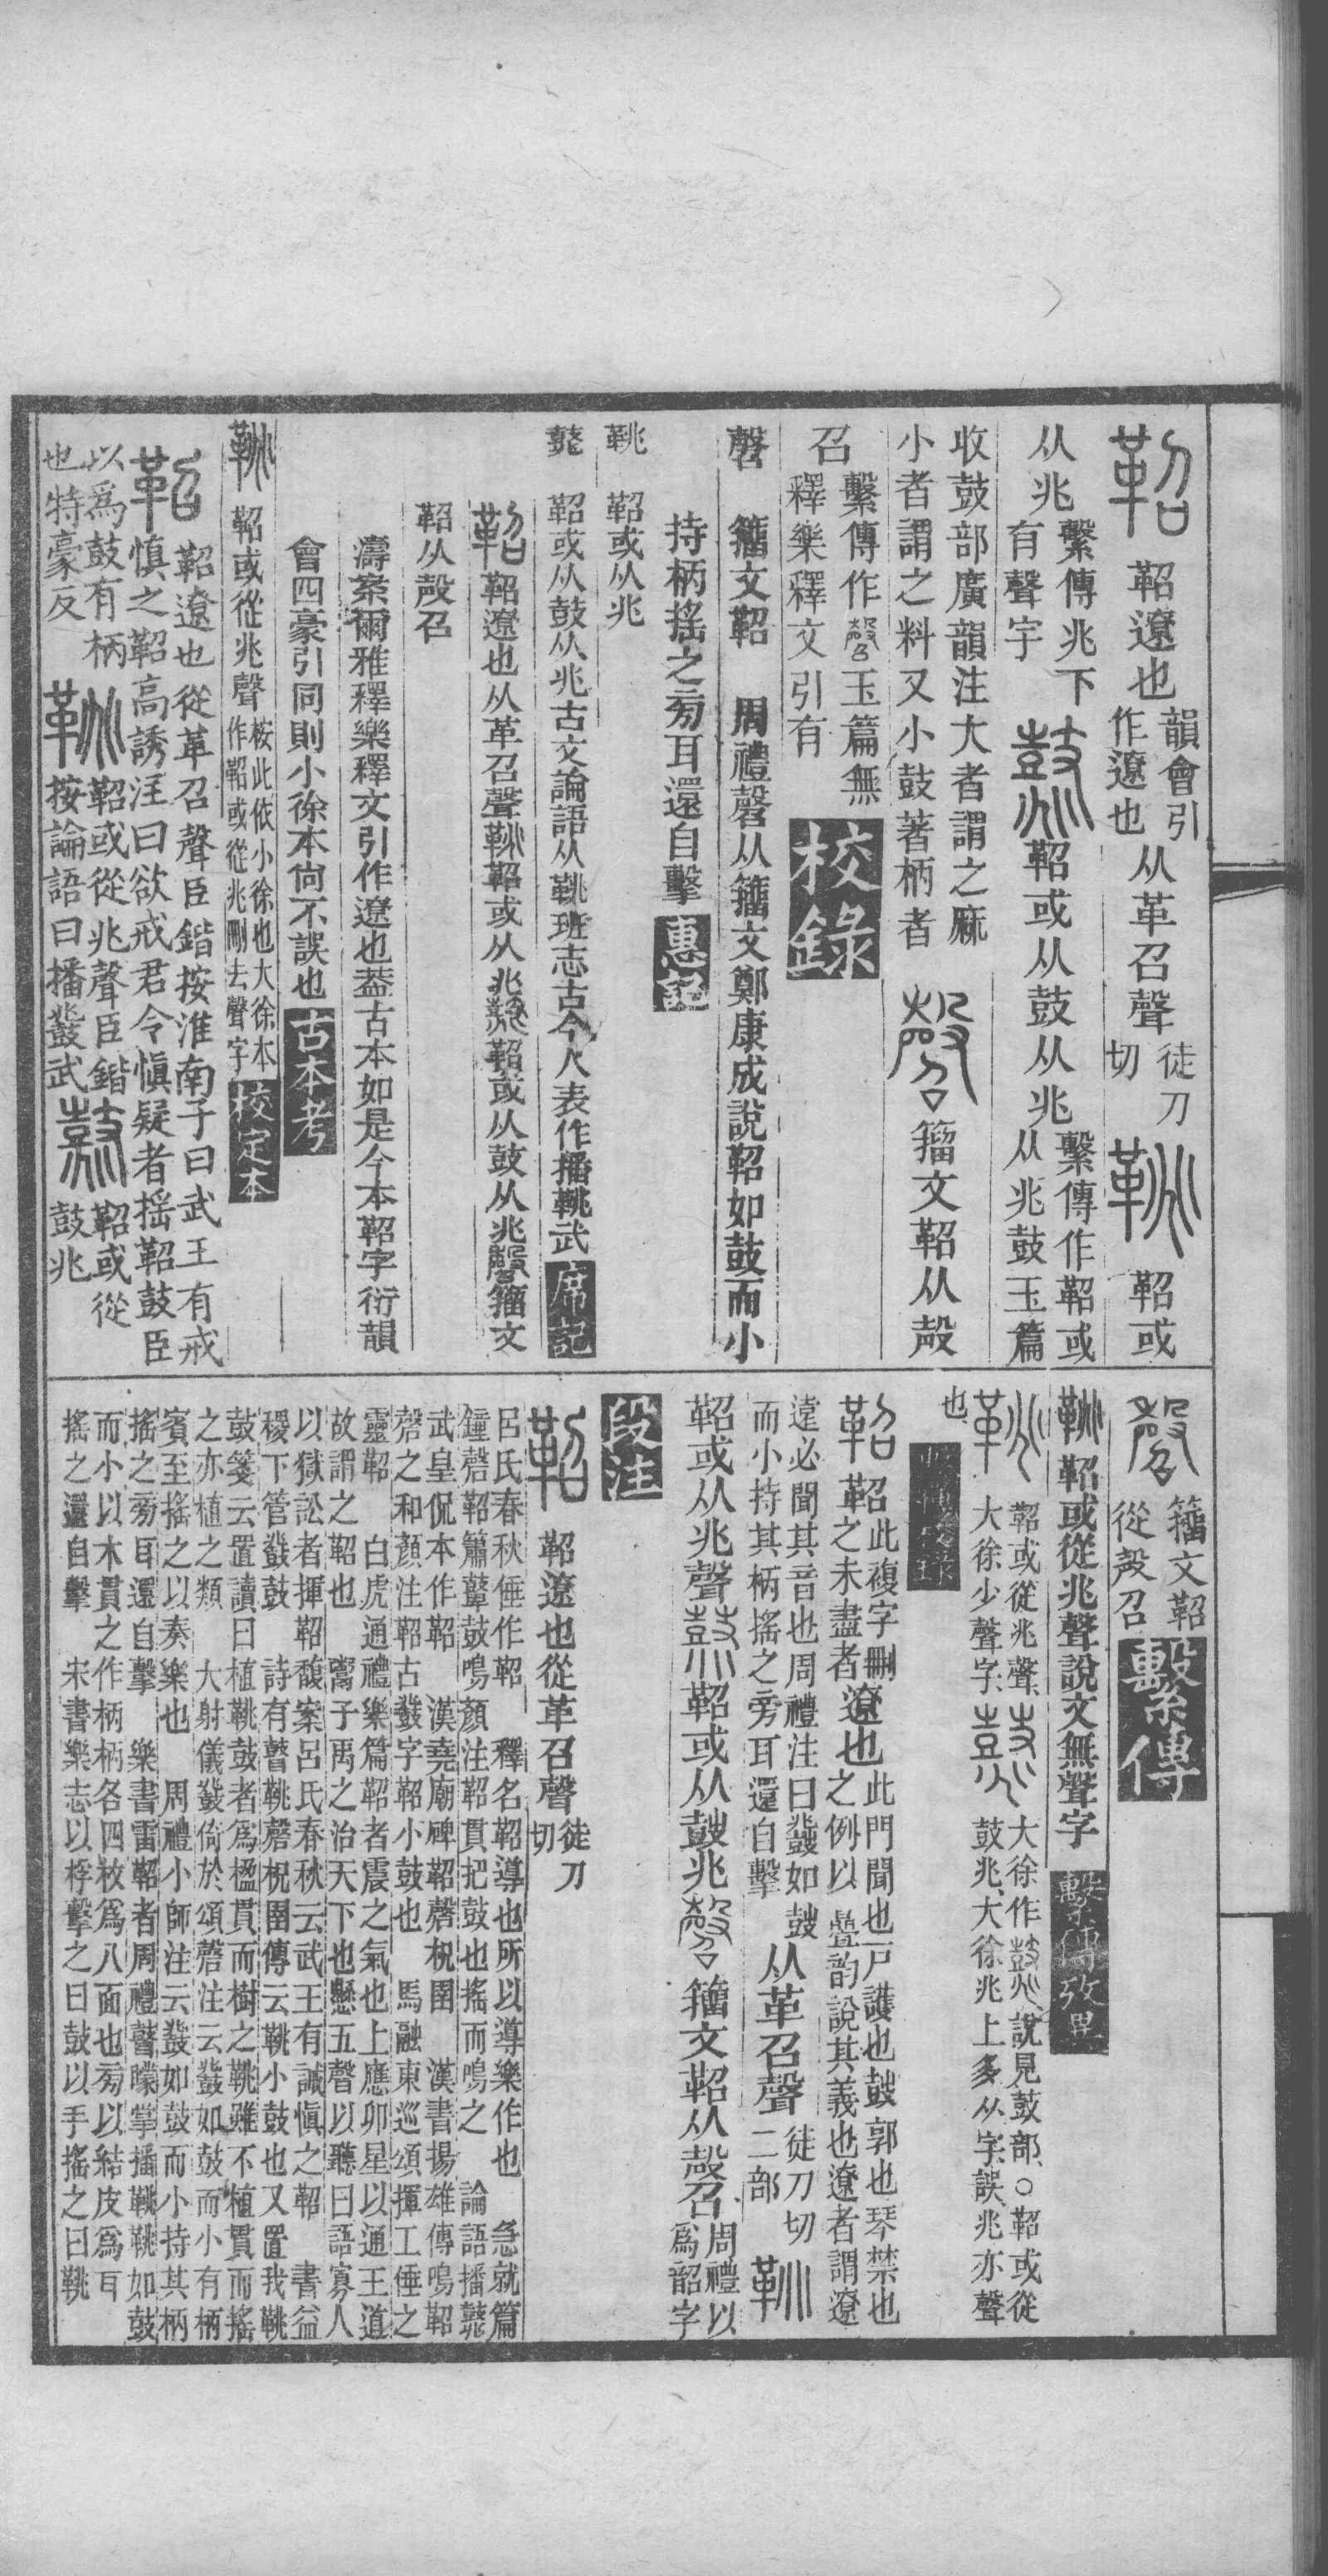 鞀 鞀遼也韻會引作遼也从革召聲徒刀切 鞉 鞀或
从兆繫傳兆下有聲字 鼗 鞀或从鼓从兆繫傳作鞀或从兆鼓玉篇
收鼓部廣韻注大者謂之麻
小者謂之料又小鼓著柄者 磬 籀文鞀从殸
召繫傳作磬玉篇無釋樂釋文引有 校錄
磬 籀文鞀 周禮磬从籀文鄭康成說鞀如鼓而小
持柄搖之旁耳還自擊 惠記
鞉 鞀或从兆
鼗 鞀或从鼓从兆古文論語从鞉班志古今人表作播鞉武 席記
鞀 鞀遼也从革召聲鞉鞀或从兆鼗鞀或从鼓从兆磬籀文
鞀从殸召
濤案爾雅釋樂釋文引作遼也葢古本如是今本鞀字衍韻
會四豪引同則小徐本尙不誤也 古本考
鞉 鞀或從兆聲桉此依小徐也大徐本作鞀或從兆刪去聲字 校定本
鞀 鞀遼也從革召聲臣鍇按淮南子曰武王有戒
愼之鞀高誘注曰欲戒君令愼疑者搖鞀鼓臣
以爲鼓有柄也特豪反 鞉 鞀或從兆聲臣鍇按論語曰播鼗武 鼗 鞀或從鼓兆
磬 籀文鞀從殸召 繫傳
鞉 鞀或從兆聲說文無聲字 繫傳攷異
鞉 鞀或從兆聲大徐少聲字 鼗 大徐作鼗說見鼓部○鞀或從鼓兆大徐兆上多从字誤兆亦聲
也
鞀 鞀此複字刪之未盡者遼也此門聞也戸護也鼓郭也琴禁也之例以疊韵說其義也遼者謂遼
遠必聞其音也周禮注曰鼗如鼓而小持其柄搖之旁耳還自擊从革召聲徒刀切二部 鞉
鞀或从兆聲 鼗 鞀或从鼓兆 磬 籀文鞀从殸召周禮以爲韶字
段注
鞀 鞀遼也從革召聲徒刀切
呂氏春秋倕作鞀 釋名鞀導也所以導樂作也 急就篇
鐘磬鞀簫鼙鼓鳴顏注鞀貫把鼓也搖而鳴之 論語播鼗
武皇侃本作鞀 漢堯廟碑鞀磬柷圉 漢書揚雄傳鳴鞀
磬之和顏注鞀古鼗字鞀小鼓也 馬融東巡頌揮工倕之
靈鞀 白虎通禮樂篇鞀者震之氣也上應卯星以通王道
故謂之鞀也 鬻子禹之治天下也懸五聲以聽曰語寡人
以獄訟者揮鞀馥案呂氏春秋云武王有誡愼之鞀 書益
稷下管鼗鼓 詩有瞽鞉磬柷圉傳云鞉小鼓也又置我鞉
鼓箋云置讀曰植鞉鼓者爲楹貫而樹之鞉雖不植貫而搖
之亦植之類 大射儀鼗倚於頌磬注云鼗如鼓而小有柄
賓至搖之以奏樂也 周禮小師注云鼗如鼓而小持其柄
搖之旁耳還自擊 樂書雷鞀者周禮瞽矇掌播鞉鞉如鼓
而小以木貫之作柄柄各四枚爲八面也旁以結皮爲耳
搖之還自擊 宋書樂志以桴擊之曰鼓以手搖之曰鞉